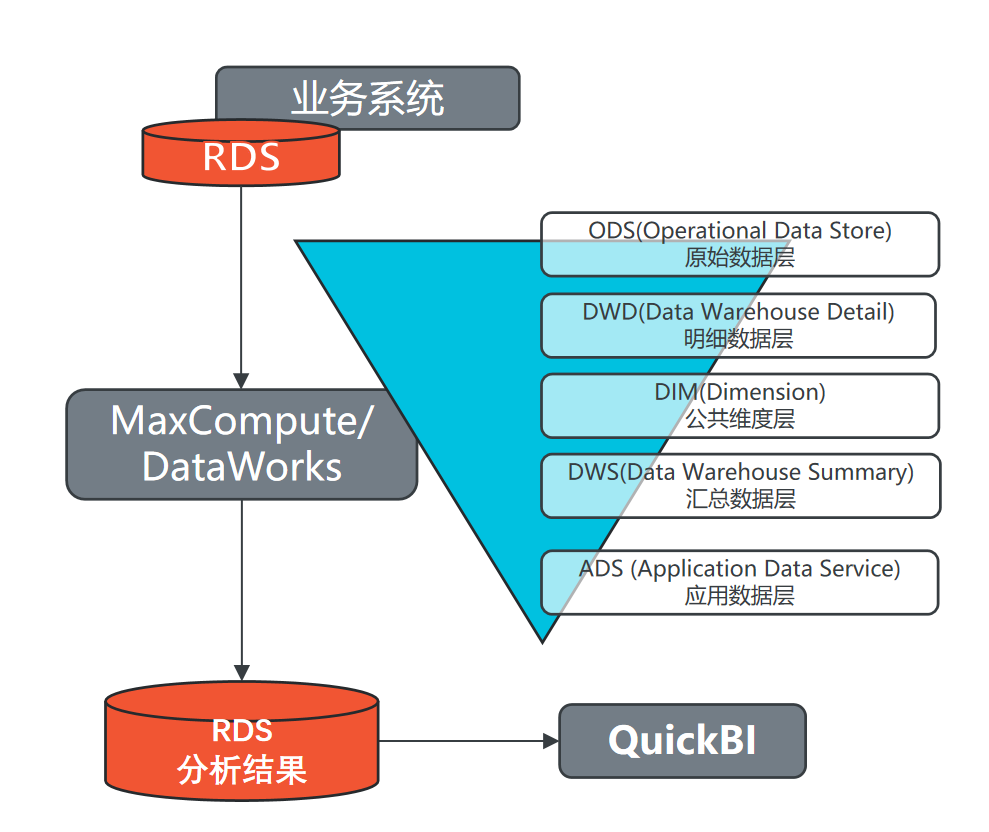 业务系统
RDS
ODS(Operational Data Store)
原始数据层
DWD(Data Warehouse Detail)
明细数据层
DIM(Dimension)
公共维度层
MaxCompute/
DataWorks
DWS(Data Warehouse Summary)
汇总数据层
ADS (Application Data Service)
应用数据层
RDS
分析结果
QuickBI